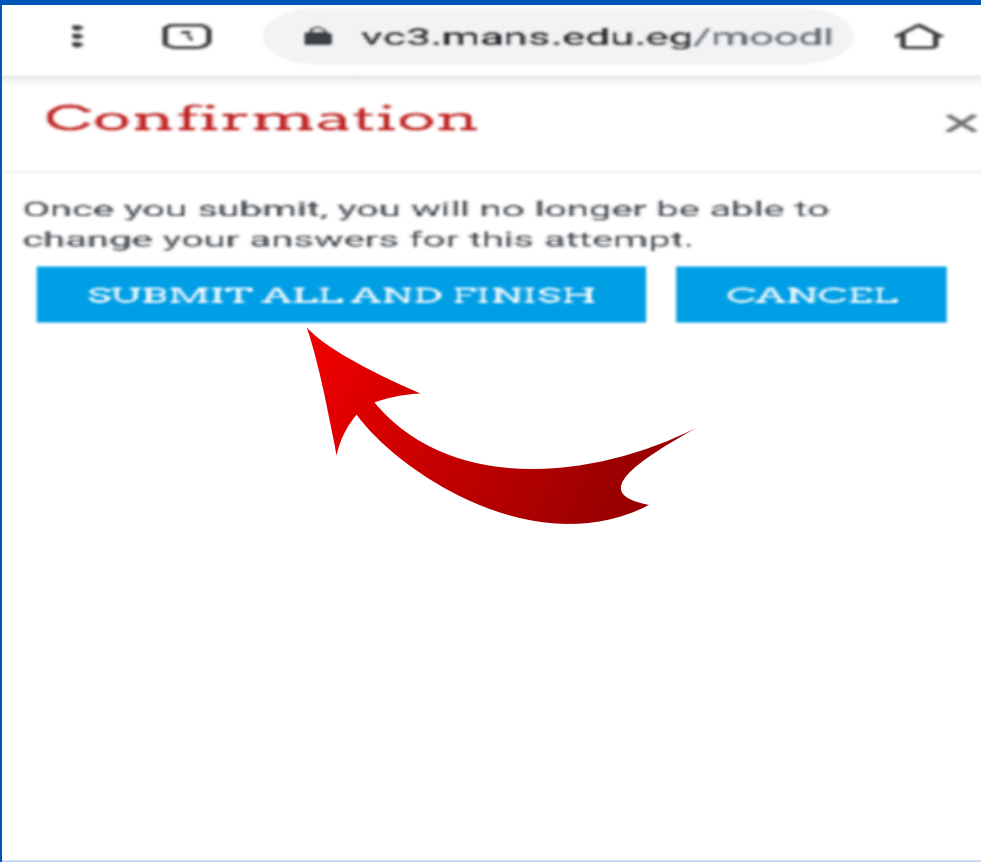 ٦
vc3.mans.edu.eg/moodl
Confirmation
Once you submit, you will no longer be able to
change your answers for this attempt.
SUBMIT ALL AND FINISH
CANCEL